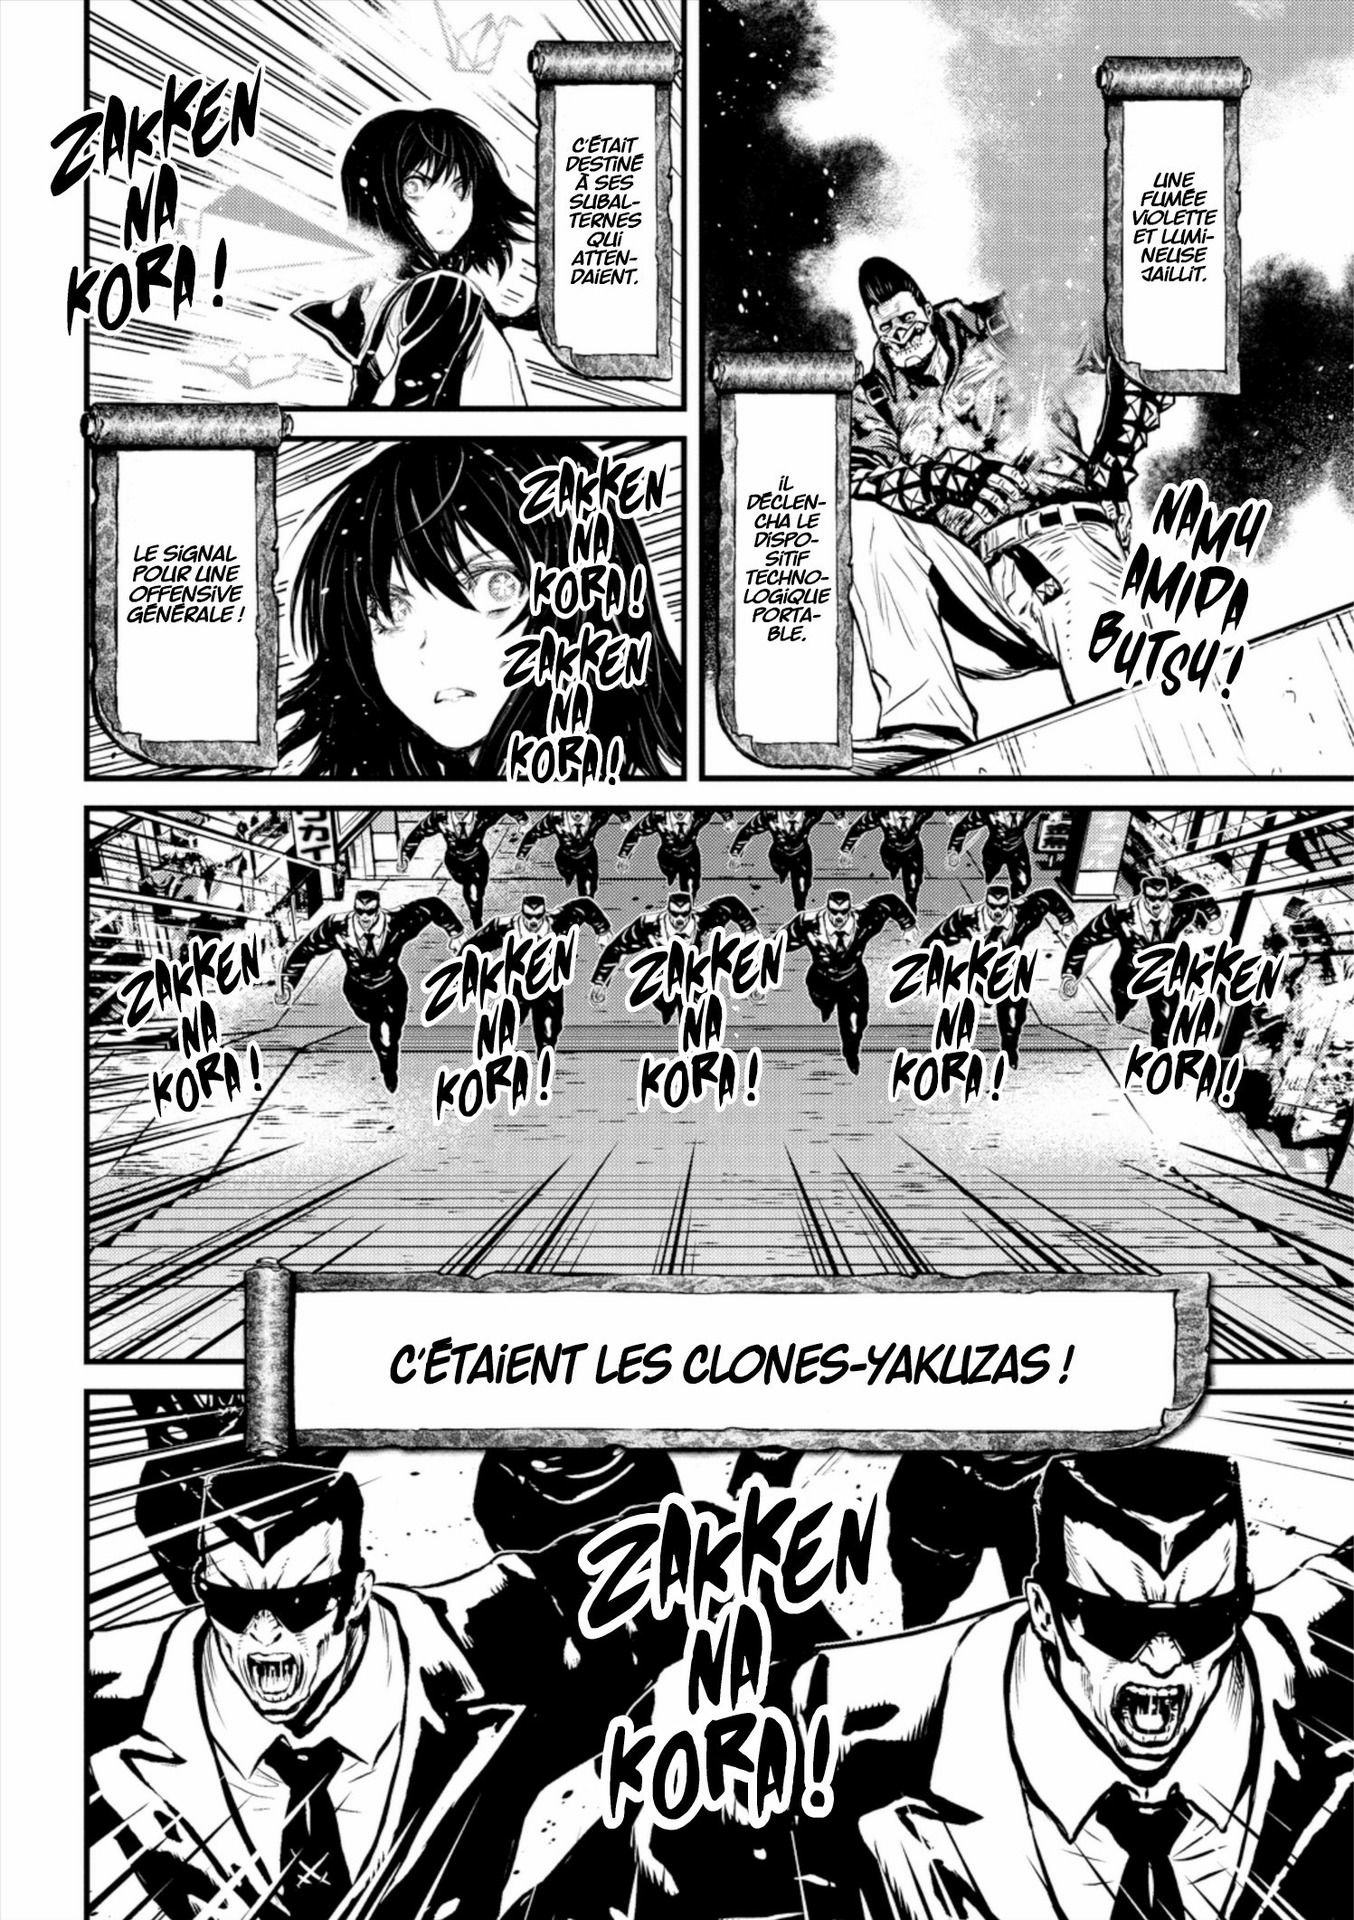 UNE
FUMÉE
VIOLETTE
ET LUMI-
NEUSE
JAILLIT.
IL
DÉCLEN-
CHA LE
DISPO-
SITIF
TECHNO-
LOGIQUE
PORTA-
BLE.
NAMU
AMIDA
BUTSU !
C'ÉTAIT
DESTINÉ
À SES
SUBAL-
TERNES
QUI
ATTEN-
DAIENT.
ZAKKEN
NA
KORA !
ZAKKEN
NA
KORA !
ZAKKEN
NA
KORA !
LE SIGNAL
POUR UNE
OFFENSIVE
GÉNÉRALE !
ZAKKEN
NA
KORA !
ZAKKEN
NA
KORA !
ZAKKEN
NA
KORA !
ZAKKEN
NA
KORA !
ZAKKEN
NA
KORA !
C'ÉTAIENT LES CLONES-YAKUZAS !
ZAKKEN
NA
KORA !